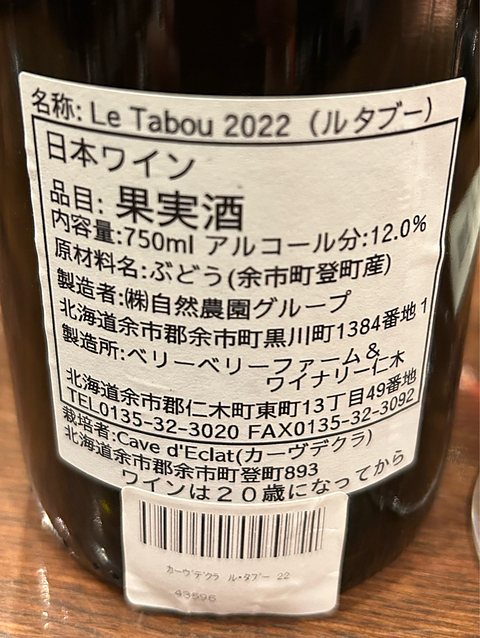 名称: Le Tabou 2022 (ルタブー)
日本ワイン
品目: 果実酒
内容量:750ml アルコール分:12.0%
原材料名:ぶどう(余市町登町産)
製造者:㈱自然農園グループ
北海道余市郡余市町黒川町1384番地1
製造所:ベリーベリーファーム&
ワイナリー仁木
北海道余市郡仁木町東町13丁目49番地
TEL0135-32-3020 FAX0135-32-3092
栽培者:Cave d'Eclat(カーヴデクラ)
北海道余市郡余市町登町893
ワインは20歳になってから
カーヴデクラ ル・タブー 22
43596